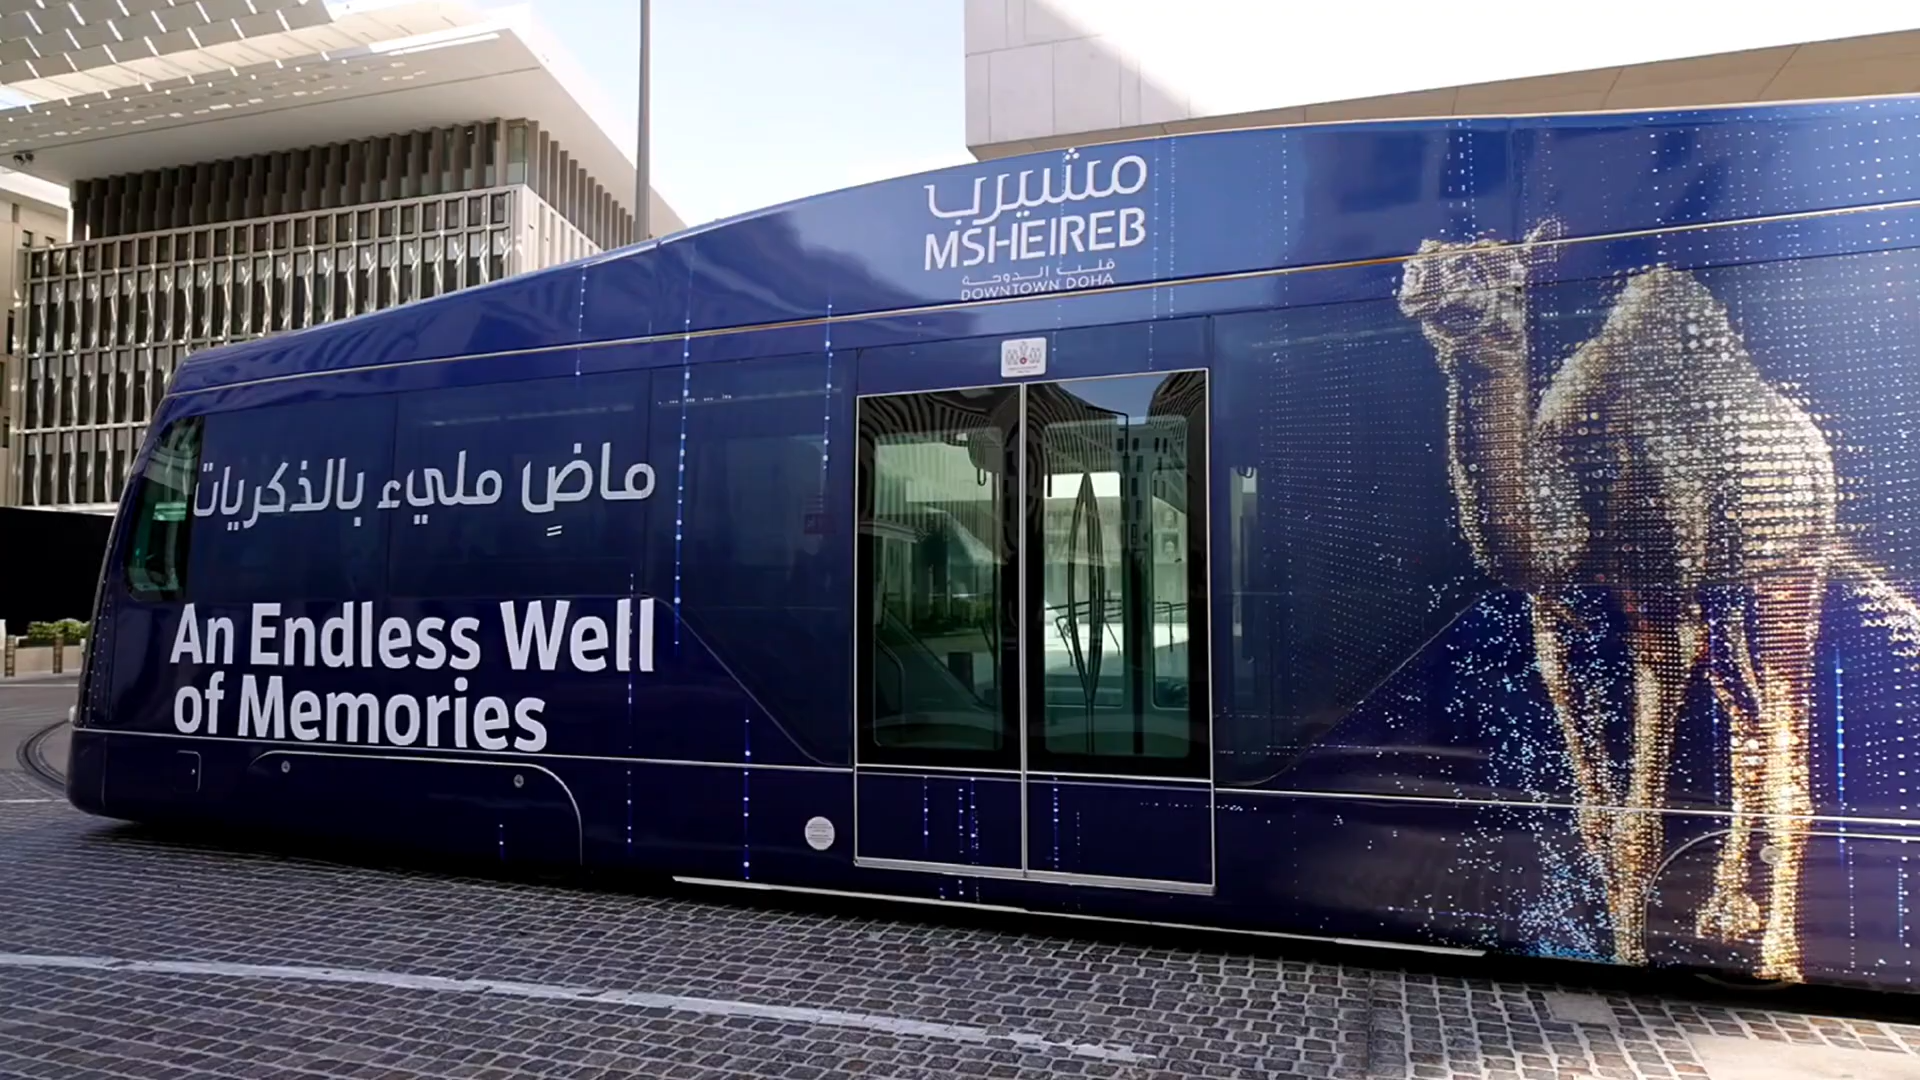 مشيرب
MSHEIREB
قلب الدوحة
DOWNTOWN DOHA
ماضٍ مليء بالذكريات
An Endless Well
of Memories